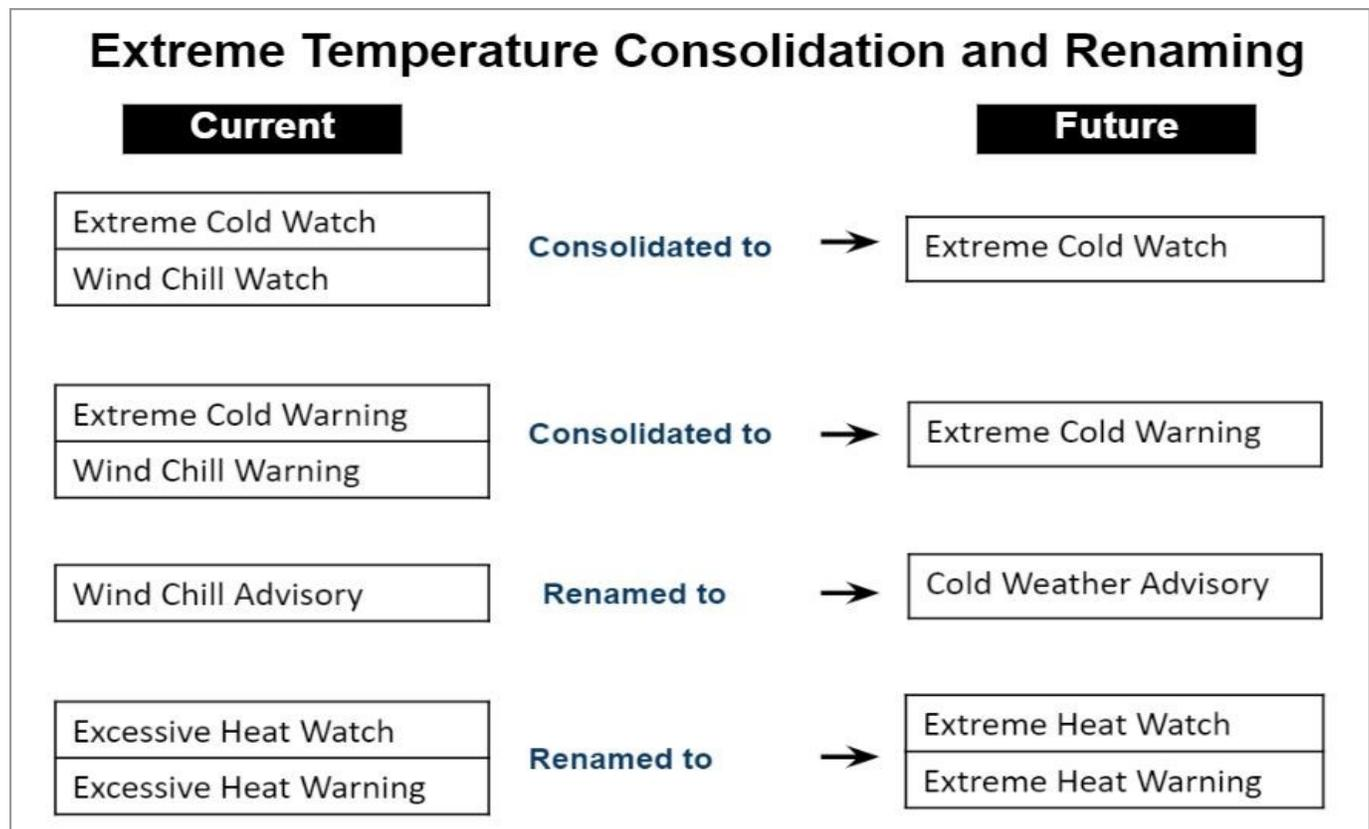 Extreme Temperature Consolidation and Renaming
Current
Future
Extreme Cold Watch
Wind Chill Watch
Consolidated to
Extreme Cold Watch
Extreme Cold Warning
Wind Chill Warning
Consolidated to
Extreme Cold Warning
Wind Chill Advisory
Renamed to
Cold Weather Advisory
Excessive Heat Watch
Excessive Heat Warning
Renamed to
Extreme Heat Watch
Extreme Heat Warning